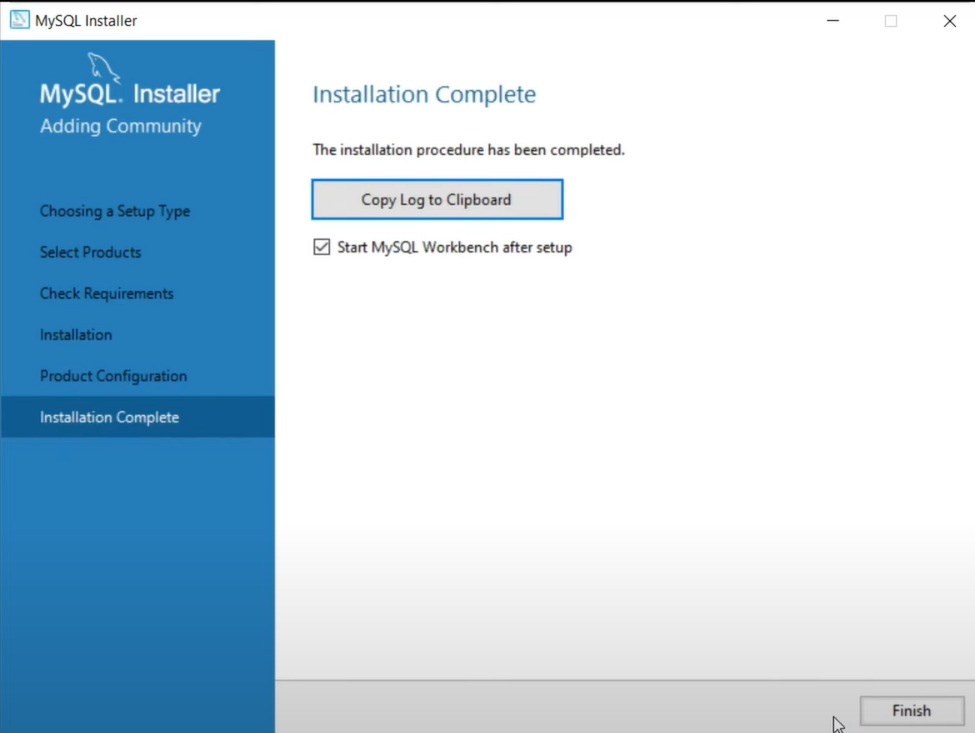 MySQL Installer
MySQL. Installer
Adding Community
Choosing a Setup Type
Select Products
Check Requirements
Installation
Product Configuration
Installation Complete
Installation Complete
The installation procedure has been completed.
Copy Log to Clipboard
Start MySQL Workbench after setup
Finish